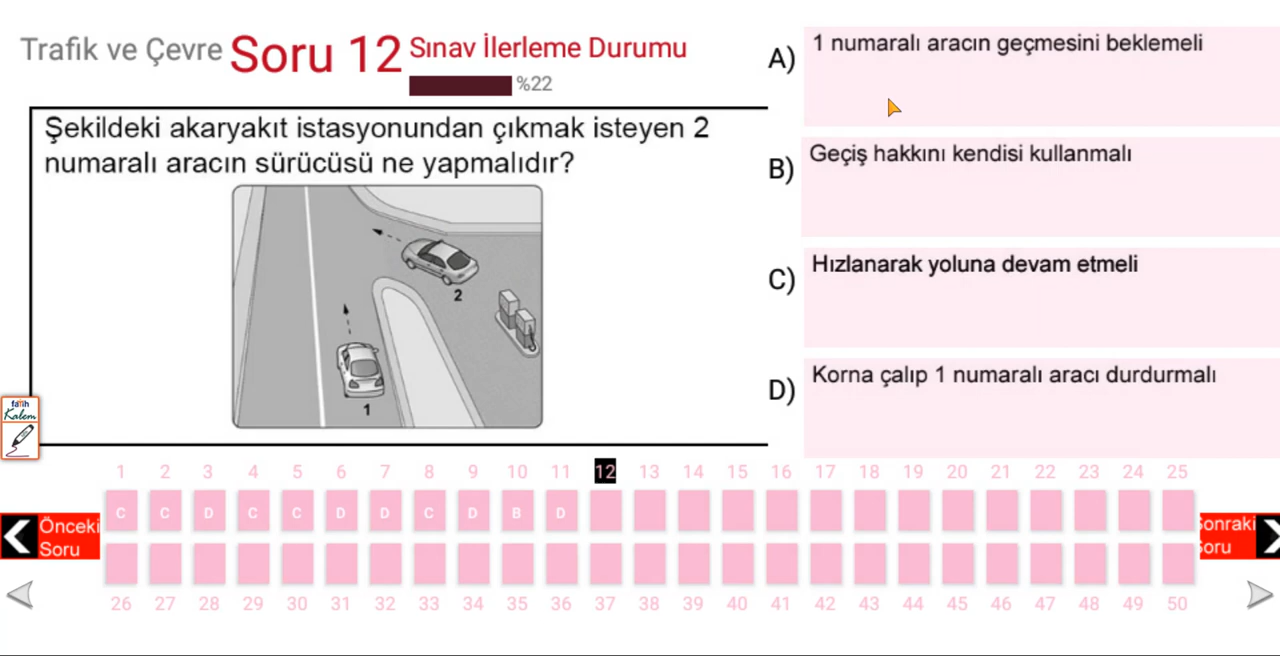 Trafik ve Çevre Soru 12 Sınav İlerleme Durumu
%22
Şekildeki akaryakıt istasyonundan çıkmak isteyen 2
numaralı aracın sürücüsü ne yapmalıdır?
2
1
A) 1 numaralı aracın geçmesini beklemeli
B) Geçiş hakkını kendisi kullanmalı
C) Hızlanarak yoluna devam etmeli
D) Korna çalıp 1 numaralı aracı durdurmalı
fatih
Kalem
1 2 3 4 5 6 7 8 9 10 11 12 13 14 15 16 17 18 19 20 21 22 23 24 25
C C D C C D D C D B D
Önceki
Soru
Sonraki
Soru
26 27 28 29 30 31 32 33 34 35 36 37 38 39 40 41 42 43 44 45 46 47 48 49 50